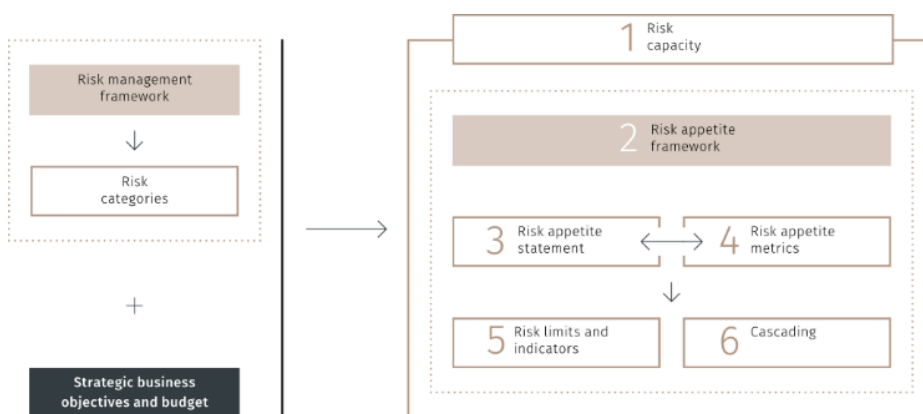 Risk management
framework
Risk
categories
+
Strategic business
objectives and budget
1 Risk
capacity
2 Risk appetite
framework
3 Risk appetite
statement
4 Risk appetite
metrics
5 Risk limits and
indicators
6 Cascading